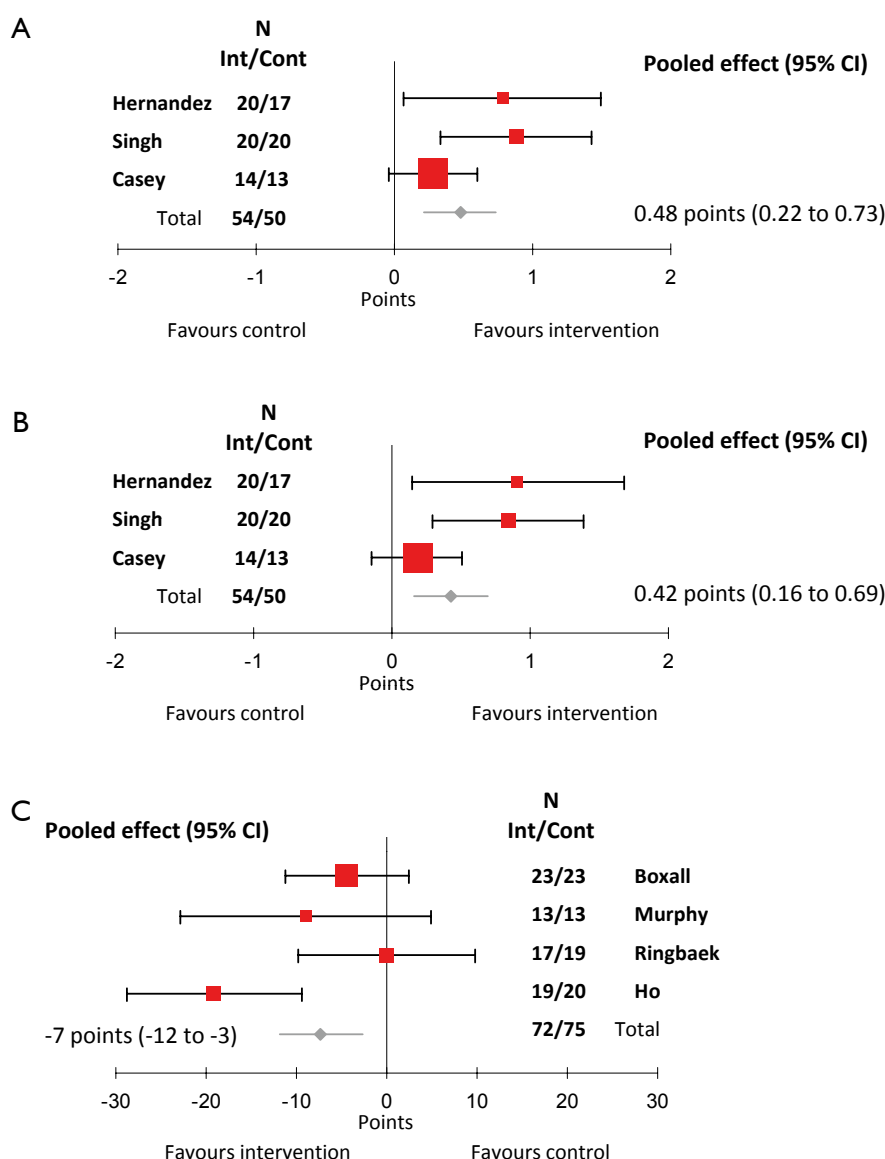 A
N
Int/Cont
Pooled effect (95% CI)
Hernandez 20/17
Singh 20/20
Casey 14/13
Total 54/50
0.48 points (0.22 to 0.73)
-2 -1 0 1 2
Points
Favours control Favours intervention
B
N
Int/Cont
Pooled effect (95% CI)
Hernandez 20/17
Singh 20/20
Casey 14/13
Total 54/50
0.42 points (0.16 to 0.69)
-2 -1 0 1 2
Points
Favours control Favours intervention
C
N
Pooled effect (95% CI) Int/Cont
23/23 Boxall
13/13 Murphy
17/19 Ringbaek
19/20 Ho
-7 points (-12 to -3) 72/75 Total
-30 -20 -10 0 10 20 30
Points
Favours intervention Favours control